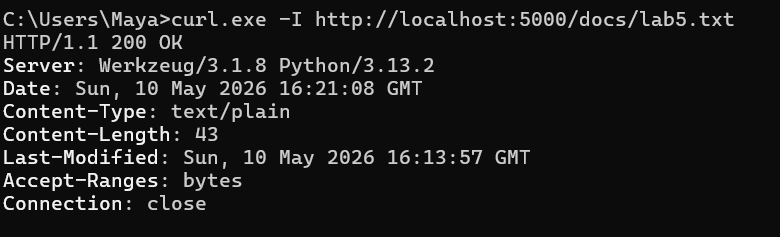 C:\Users\Maya>curl.exe -I http://localhost:5000/docs/lab5.txt
HTTP/1.1 200 OK
Server: Werkzeug/3.1.8 Python/3.13.2
Date: Sun, 10 May 2026 16:21:08 GMT
Content-Type: text/plain
Content-Length: 43
Last-Modified: Sun, 10 May 2026 16:13:57 GMT
Accept-Ranges: bytes
Connection: close